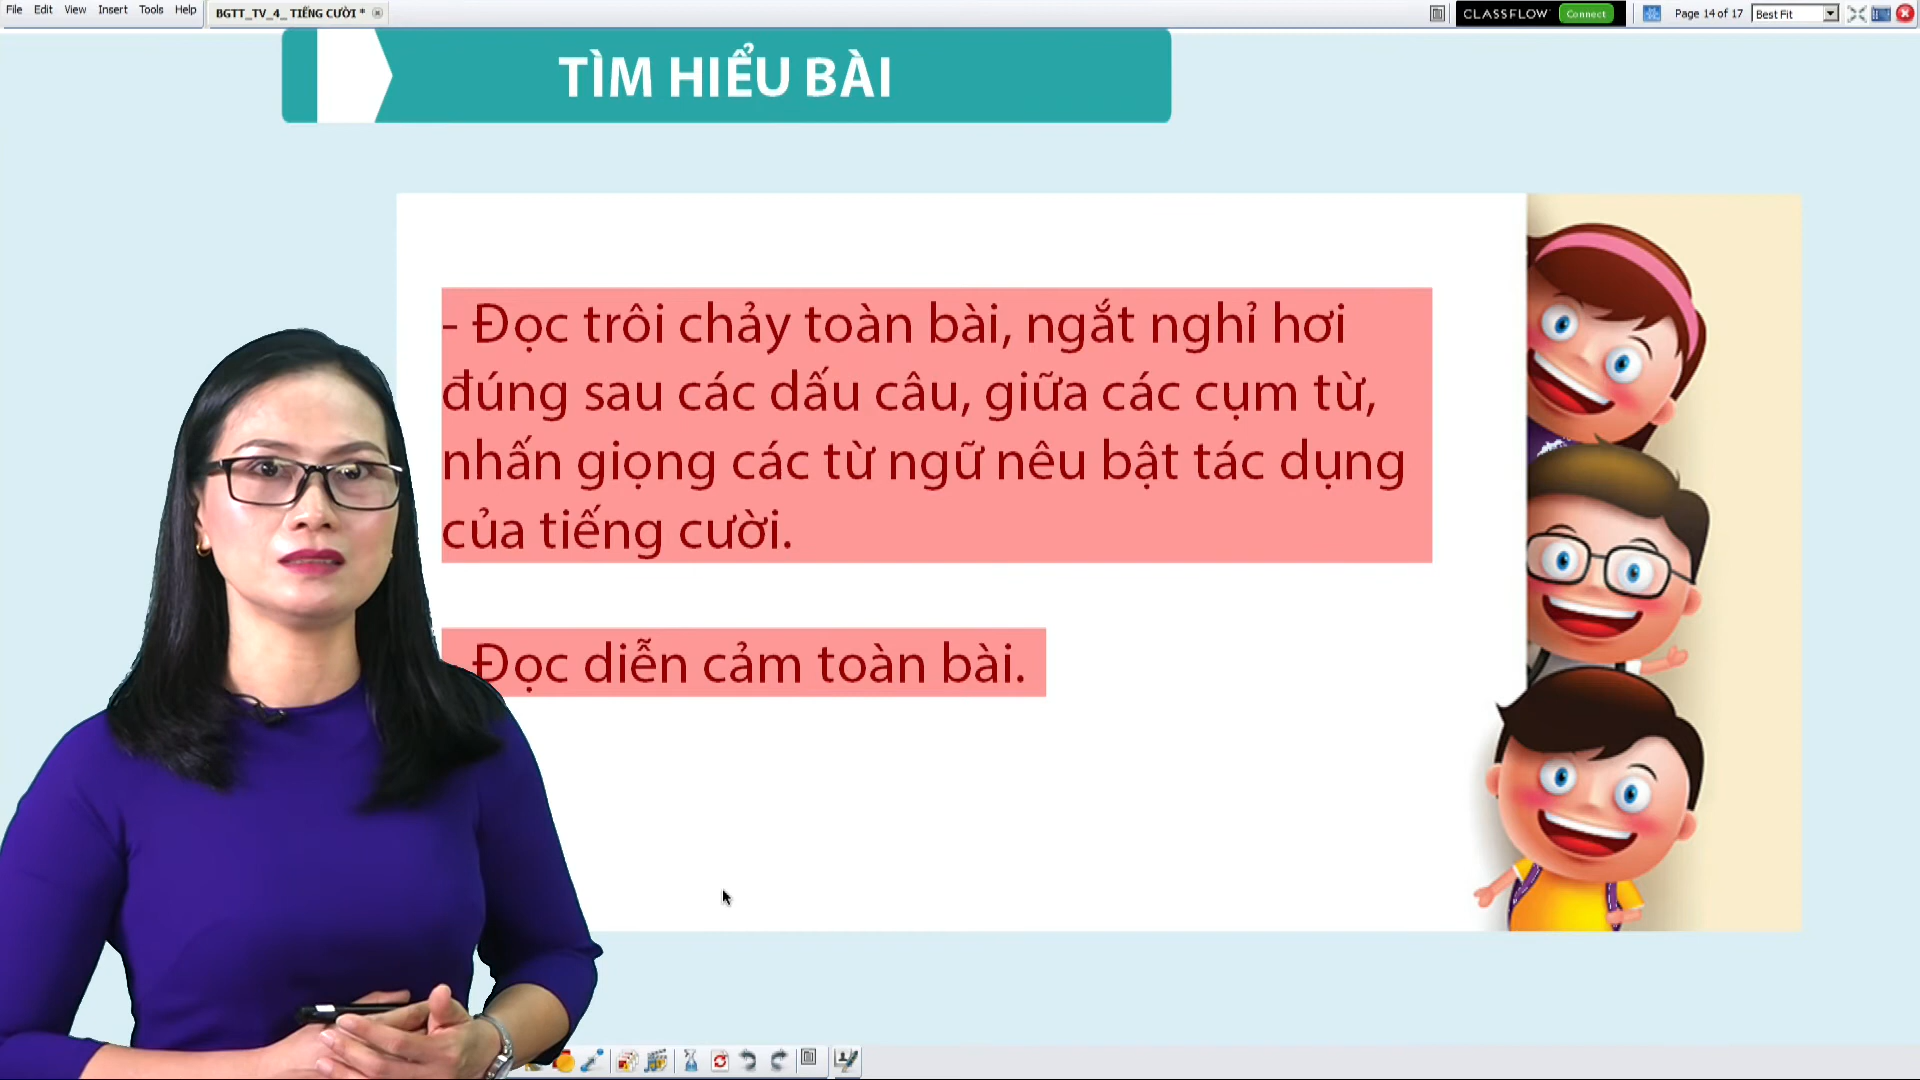 File Edit View Insert Tools Help
BGTT_TV_4_ TIẾNG CƯỜI *
CLASSFLOW Connect
Page 14 of 17
Best Fit
TÌM HIỂU BÀI
- Đọc trôi chảy toàn bài, ngắt nghỉ hơi
đúng sau các dấu câu, giữa các cụm từ,
nhấn giọng các từ ngữ nêu bật tác dụng
của tiếng cười.
- Đọc diễn cảm toàn bài.